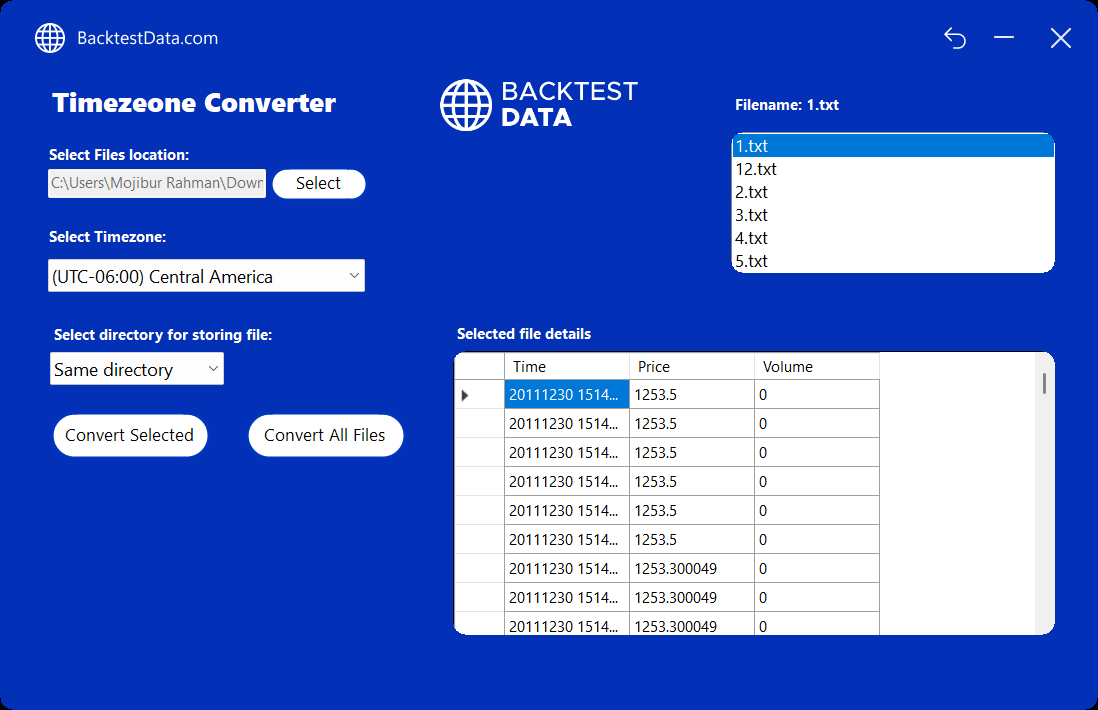 BacktestData.com
Timezeone Converter
BACKTEST
DATA
Filename: 1.txt
Select Files location:
C:\Users\Mojibur Rahman\Dowr
Select
1.txt
12.txt
2.txt
3.txt
4.txt
5.txt
Select Timezone:
(UTC-06:00) Central America
Select directory for storing file:
Same directory
Convert Selected
Convert All Files
Selected file details
Time Price Volume
20111230 1514... 1253.5 0
20111230 1514... 1253.5 0
20111230 1514... 1253.5 0
20111230 1514... 1253.5 0
20111230 1514... 1253.5 0
20111230 1514... 1253.5 0
20111230 1514... 1253.300049 0
20111230 1514... 1253.300049 0
20111230 1514... 1253.300049 0